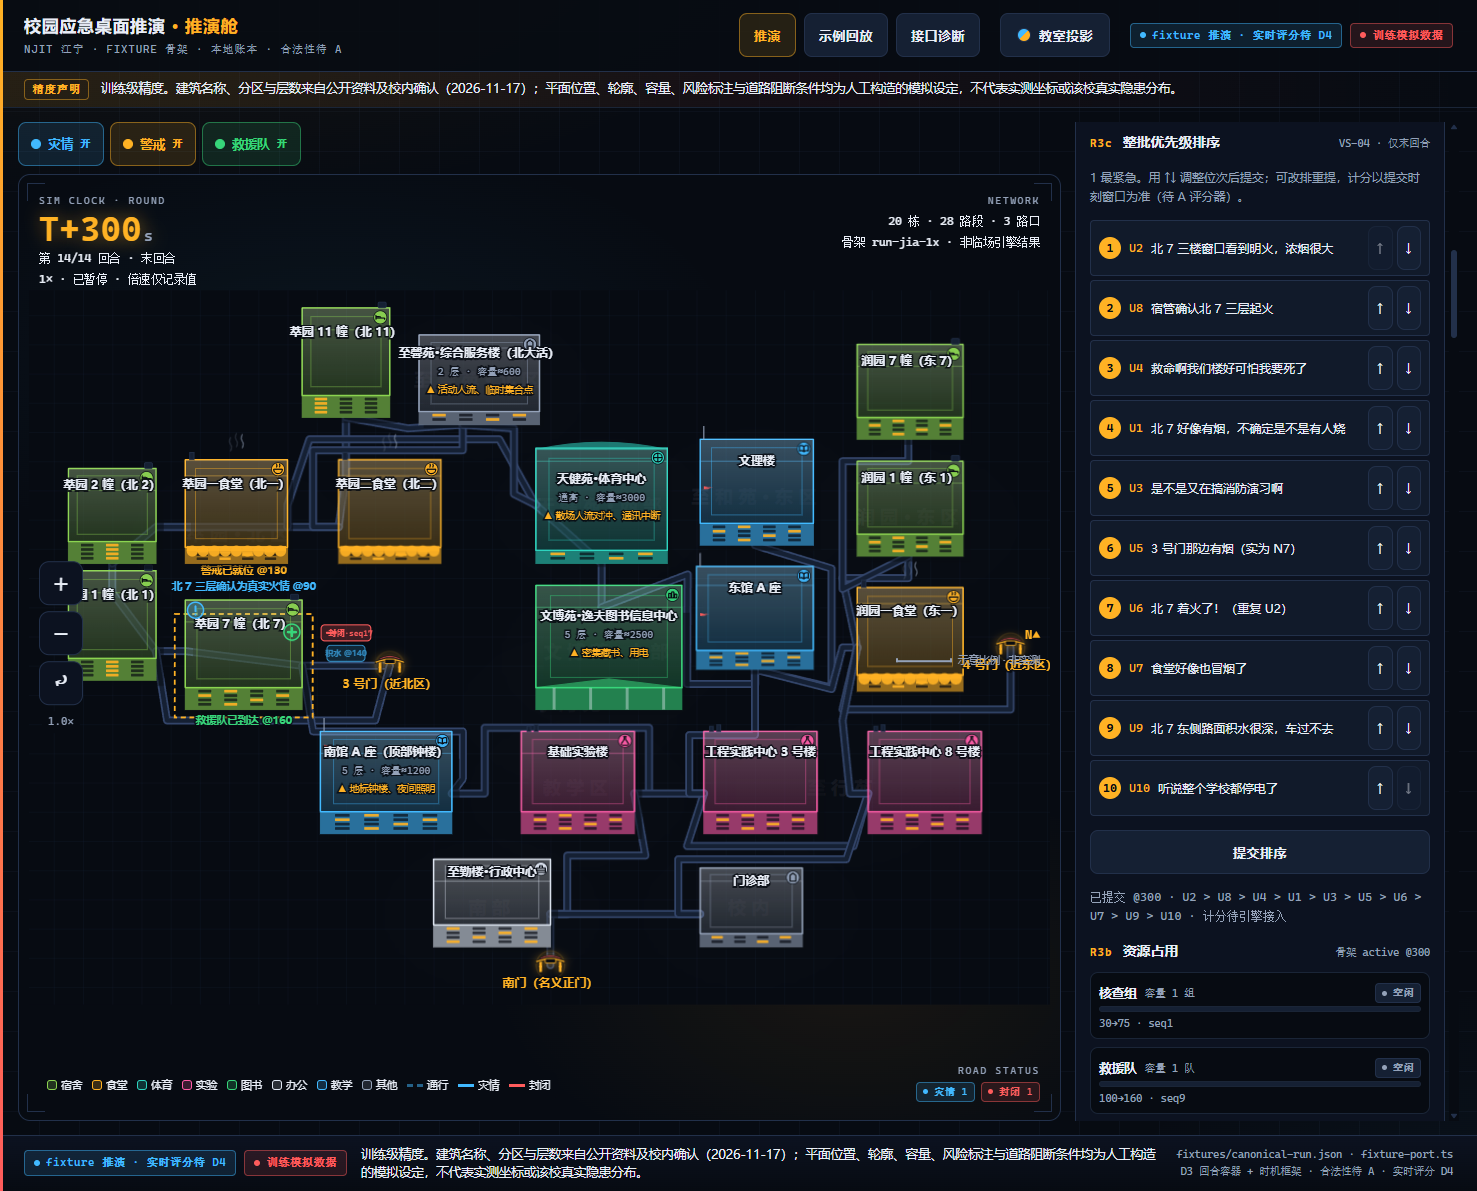 校园应急桌面推演 · 推演舱
NJIT 江宁 · FIXTURE 骨架 · 本地账本 · 合法性待 A
推演
示例回放
接口诊断
教室投影
fixture 推演 · 实时评分待 D4
训练模拟数据
精度声明
训练级精度。建筑名称、分区与层数来自公开资料及校内确认（2026-11-17）；平面位置、轮廓、容量、风险标注与道路阻断条件均为人工构造的模拟设定，不代表实测坐标或该校真实隐患分布。
灾情 开
警戒 开
救援队 开
SIM CLOCK · ROUND
T+300s
第 14/14 回合 · 末回合
1× · 已暂停 · 倍速仅记录值
NETWORK
20 栋 · 28 路段 · 3 路口
骨架 run-jia-1x · 非临场引擎结果
萃园 11 幢（北 11）
至馨苑·综合服务楼（北大活）
2 层 · 容量≈600
▲ 活动人流、临时集合点
润园 7 幢（东 7）
萃园 2 幢（北 2）
萃园一食堂（北一）
萃园二食堂（北二）
天健苑·体育中心
通高 · 容量≈3000
▲ 散场人流对冲、通讯中断
文理楼
润园 1 幢（东 1）
警戒已就位 @130
北 7 三层确认为真实火情 @90
园 1 幢（北 1）
萃园 7 幢（北 7）
封闭·seq1
积水 @140
3 号门（近北区）
救援队已到达 @160
文博苑·逸夫图书信息中心
5 层 · 容量≈2500
▲ 密集藏书、用电
东馆 A 座
润园一食堂（东一）
N▲
4 号门（近东区）
+
−
1.0×
南馆 A 座（顶部钟楼）
5 层 · 容量≈1200
▲ 地标钟楼、夜间照明
基础实验楼
工程实践中心 3 号楼
工程实践中心 8 号楼
至勤楼·行政中心
门诊部
南门（名义正门）
宿舍 食堂 体育 实验 图书 办公 教学 其他 通行 灾情 封闭
ROAD STATUS
灾情 1
封闭 1
R3c 整批优先级排序
VS-04 · 仅末回合
1 最紧急。用 ↑↓ 调整位次后提交；可改排重提，计分以提交时
刻窗口为准（待 A 评分器）。
1 U2 北 7 三楼窗口看到明火，浓烟很大 ↑ ↓
2 U8 宿管确认北 7 三层起火 ↑ ↓
3 U4 救命啊我们楼好可怕我要死了 ↑ ↓
4 U1 北 7 好像有烟，不确定是不是有人烧 ↑ ↓
5 U3 是不是又在搞消防演习啊 ↑ ↓
6 U5 3 号门那边有烟（实为 N7） ↑ ↓
7 U6 北 7 着火了！（重复 U2） ↑ ↓
8 U7 食堂好像也冒烟了 ↑ ↓
9 U9 北 7 东侧路面积水很深，车过不去 ↑ ↓
10 U10 听说整个学校都停电了 ↑ ↓
提交排序
已提交 @300 · U2 > U8 > U4 > U1 > U3 > U5 > U6 >
U7 > U9 > U10 · 计分待引擎接入
R3b 资源占用
骨架 active @300
核查组 容量 1 组
空闲
30→75 · seq1
救援队 容量 1 队
空闲
100→160 · seq9
fixture 推演 · 实时评分待 D4
训练模拟数据
训练级精度。建筑名称、分区与层数来自公开资料及校内确认（2026-11-17）；平面位置、轮廓、容量、风险标注与道路阻断条件均为人工构造
的模拟设定，不代表实测坐标或该校真实隐患分布。
fixtures/canonical-run.json · fixture-port.ts
D3 回合容器 + 时机框架 · 合法性待 A · 实时评分 D4